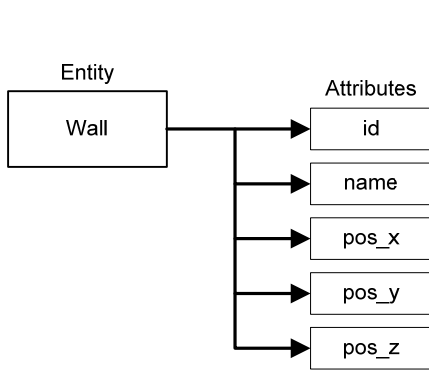 Entity
Wall
Attributes
id
name
pos_x
pos_y
pos_z